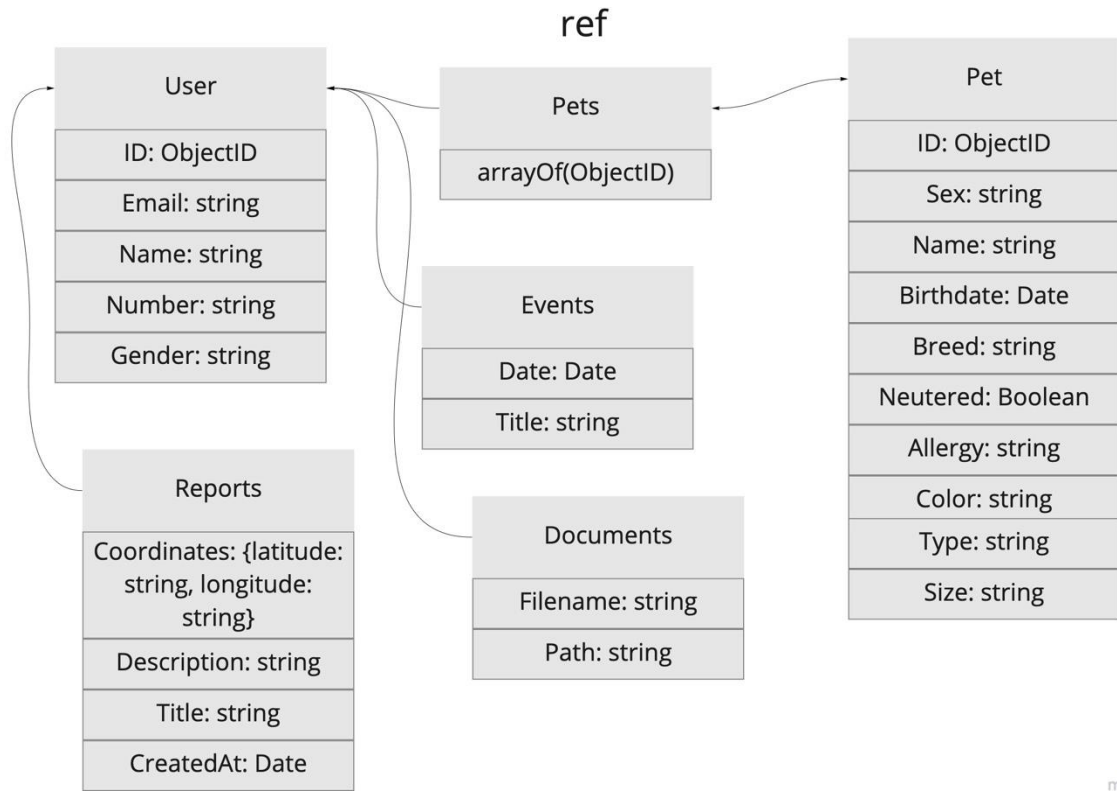 ref
User
ID: ObjectID
Email: string
Name: string
Number: string
Gender: string
Pets
arrayOf(ObjectID)
Events
Date: Date
Title: string
Documents
Filename: string
Path: string
Reports
Coordinates: {latitude:
string, longitude:
string}
Description: string
Title: string
CreatedAt: Date
Pet
ID: ObjectID
Sex: string
Name: string
Birthdate: Date
Breed: string
Neutered: Boolean
Allergy: string
Color: string
Type: string
Size: string